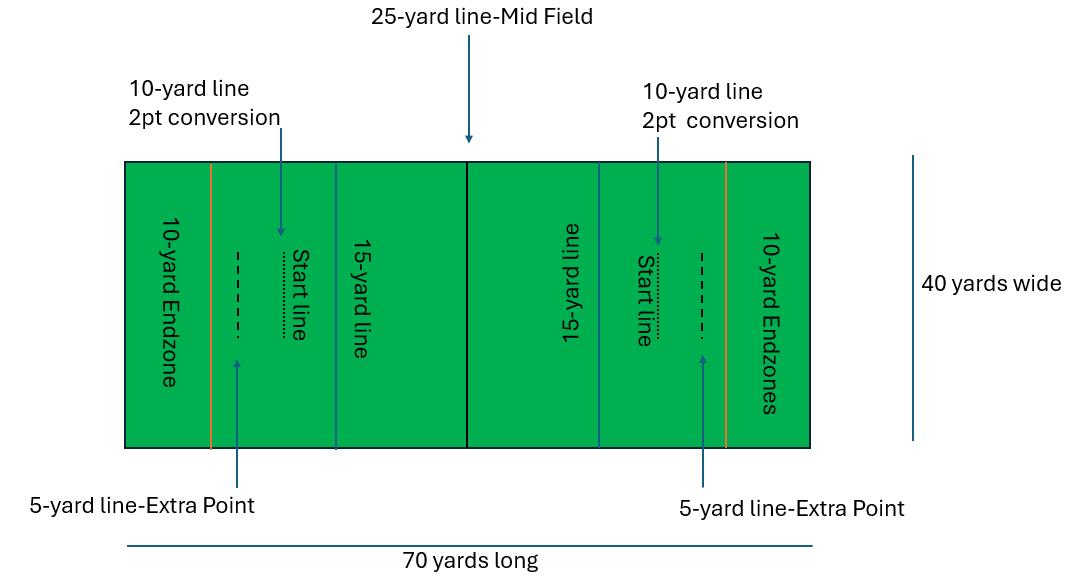 25-yard line-Mid Field
10-yard line
2pt conversion
10-yard line
2pt  conversion
10-yard Endzone
Start line
15-yard line
15-yard line
Start line
10-yard Endzones
40 yards wide
5-yard line-Extra Point
5-yard line-Extra Point
70 yards long